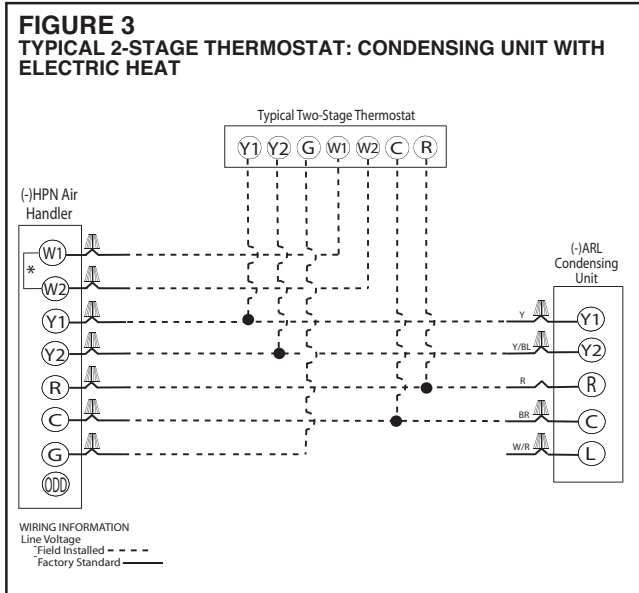 FIGURE 3
TYPICAL 2-STAGE THERMOSTAT: CONDENSING UNIT WITH
ELECTRIC HEAT
Typical Two-Stage Thermostat
Y1 Y2 G W1 W2 C R
(-)HPN Air
Handler
W1
*
W2
Y1
Y2
R
C
G
ODD
(-)ARL
Condensing
Unit
Y Y1
Y/BL Y2
R R
BR C
W/R L
WIRING INFORMATION
Line Voltage
-Field Installed
-Factory Standard